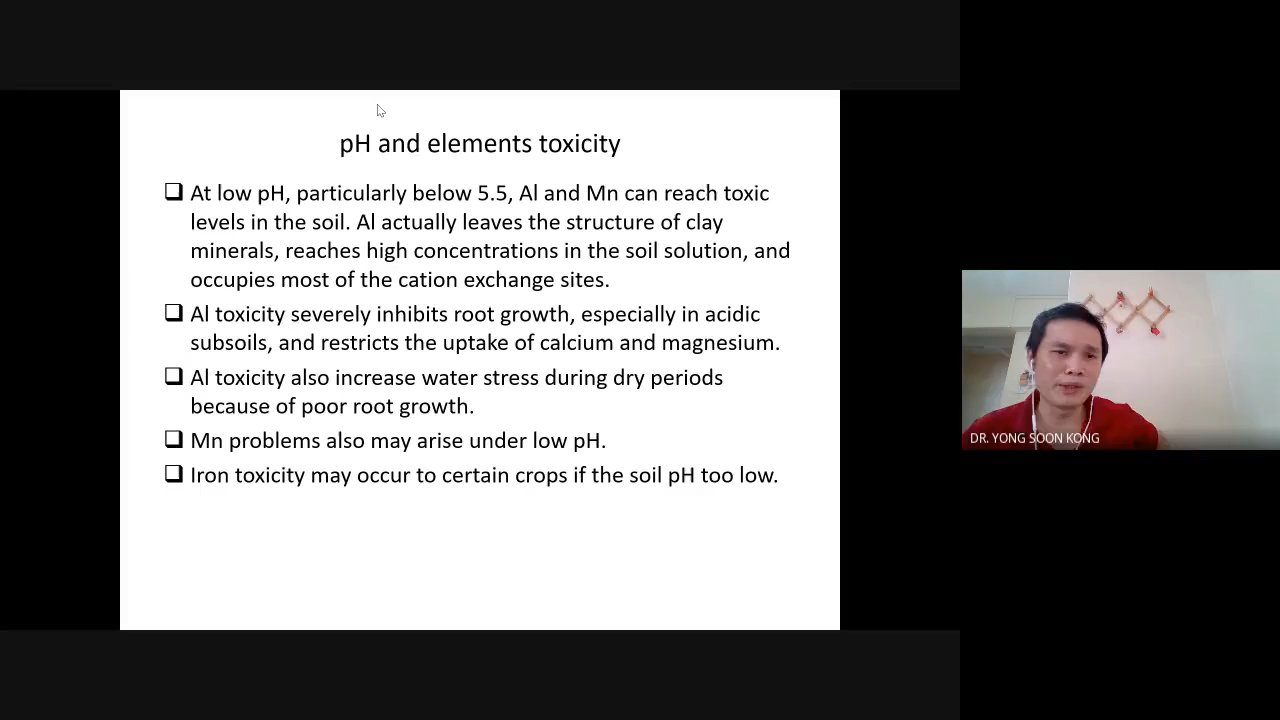 pH and elements toxicity
At low pH, particularly below 5.5, Al and Mn can reach toxic
levels in the soil. Al actually leaves the structure of clay
minerals, reaches high concentrations in the soil solution, and
occupies most of the cation exchange sites.
Al toxicity severely inhibits root growth, especially in acidic
subsoils, and restricts the uptake of calcium and magnesium.
Al toxicity also increase water stress during dry periods
because of poor root growth.
Mn problems also may arise under low pH.
Iron toxicity may occur to certain crops if the soil pH too low.
DR. YONG SOON KONG